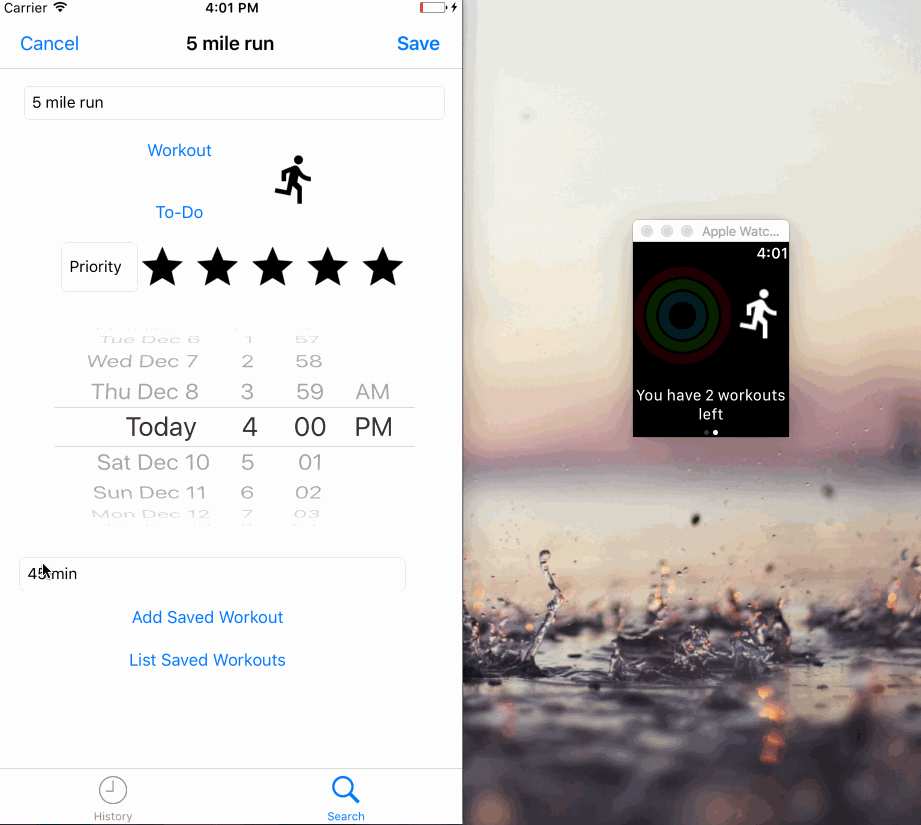 Carrier 4:01 PM
Cancel 5 mile run Save
5 mile run
Workout
To-Do
Priority
Tue Dec 6 1 57
Wed Dec 7 2 58
Thu Dec 8 3 59 AM
Today 4 00 PM
Sat Dec 10 5 01
Sun Dec 11 6 02
Mon Dec 12 7 03
45 min
Add Saved Workout
List Saved Workouts
History Search
Apple Watc...
4:01
You have 2 workouts
left